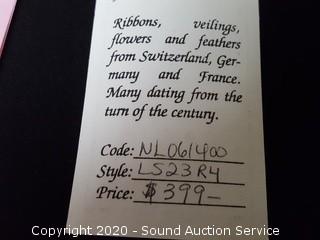 Ribbons, veilings,
flowers and feathers
from Switzerland, Ger-
many and France.
Many dating from the
turn of the century.
Code: NL061400
Style: LS23R4
Price: $399-
Copyright 2020 - Sound Auction Service